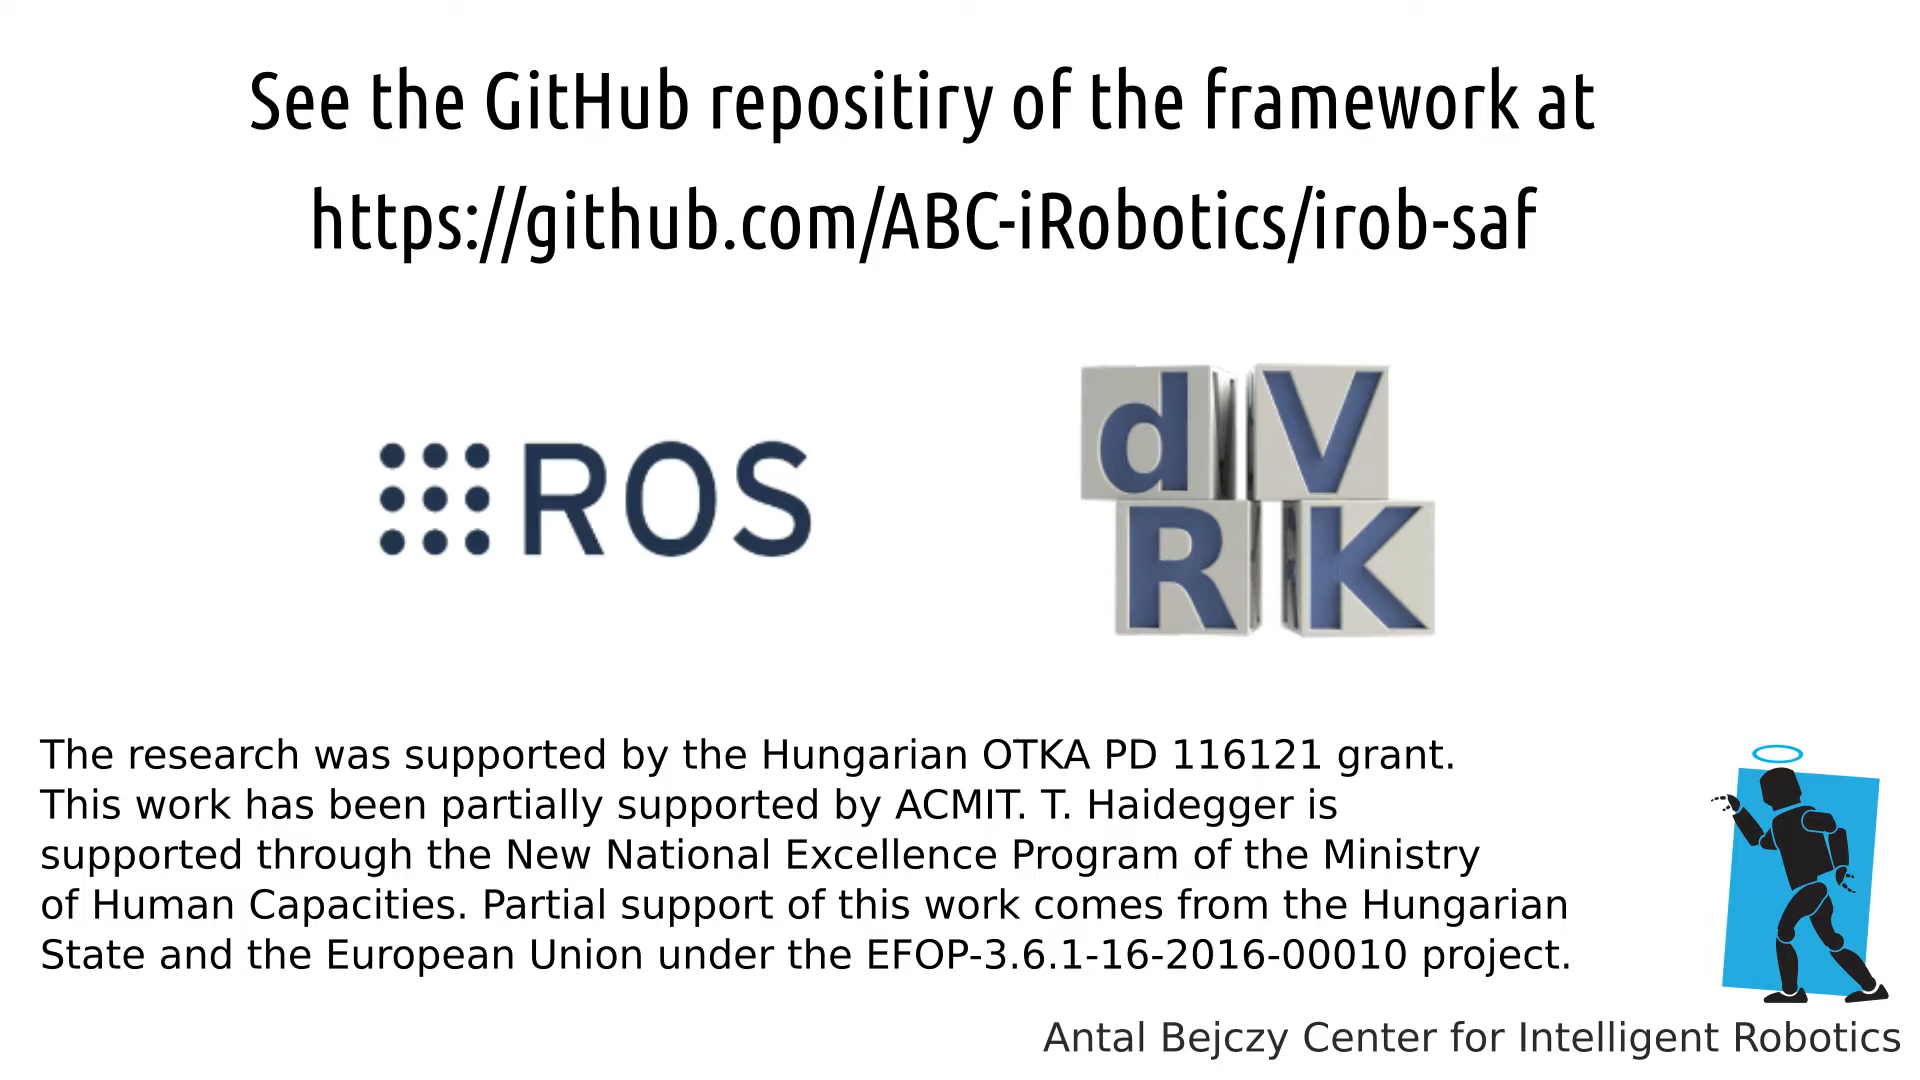 See the GitHub repositiry of the framework at
https://github.com/ABC-iRobotics/irob-saf
ROS
dV
RK
The research was supported by the Hungarian OTKA PD 116121 grant.
This work has been partially supported by ACMIT. T. Haidegger is
supported through the New National Excellence Program of the Ministry
of Human Capacities. Partial support of this work comes from the Hungarian
State and the European Union under the EFOP-3.6.1-16-2016-00010 project.
Antal Bejczy Center for Intelligent Robotics